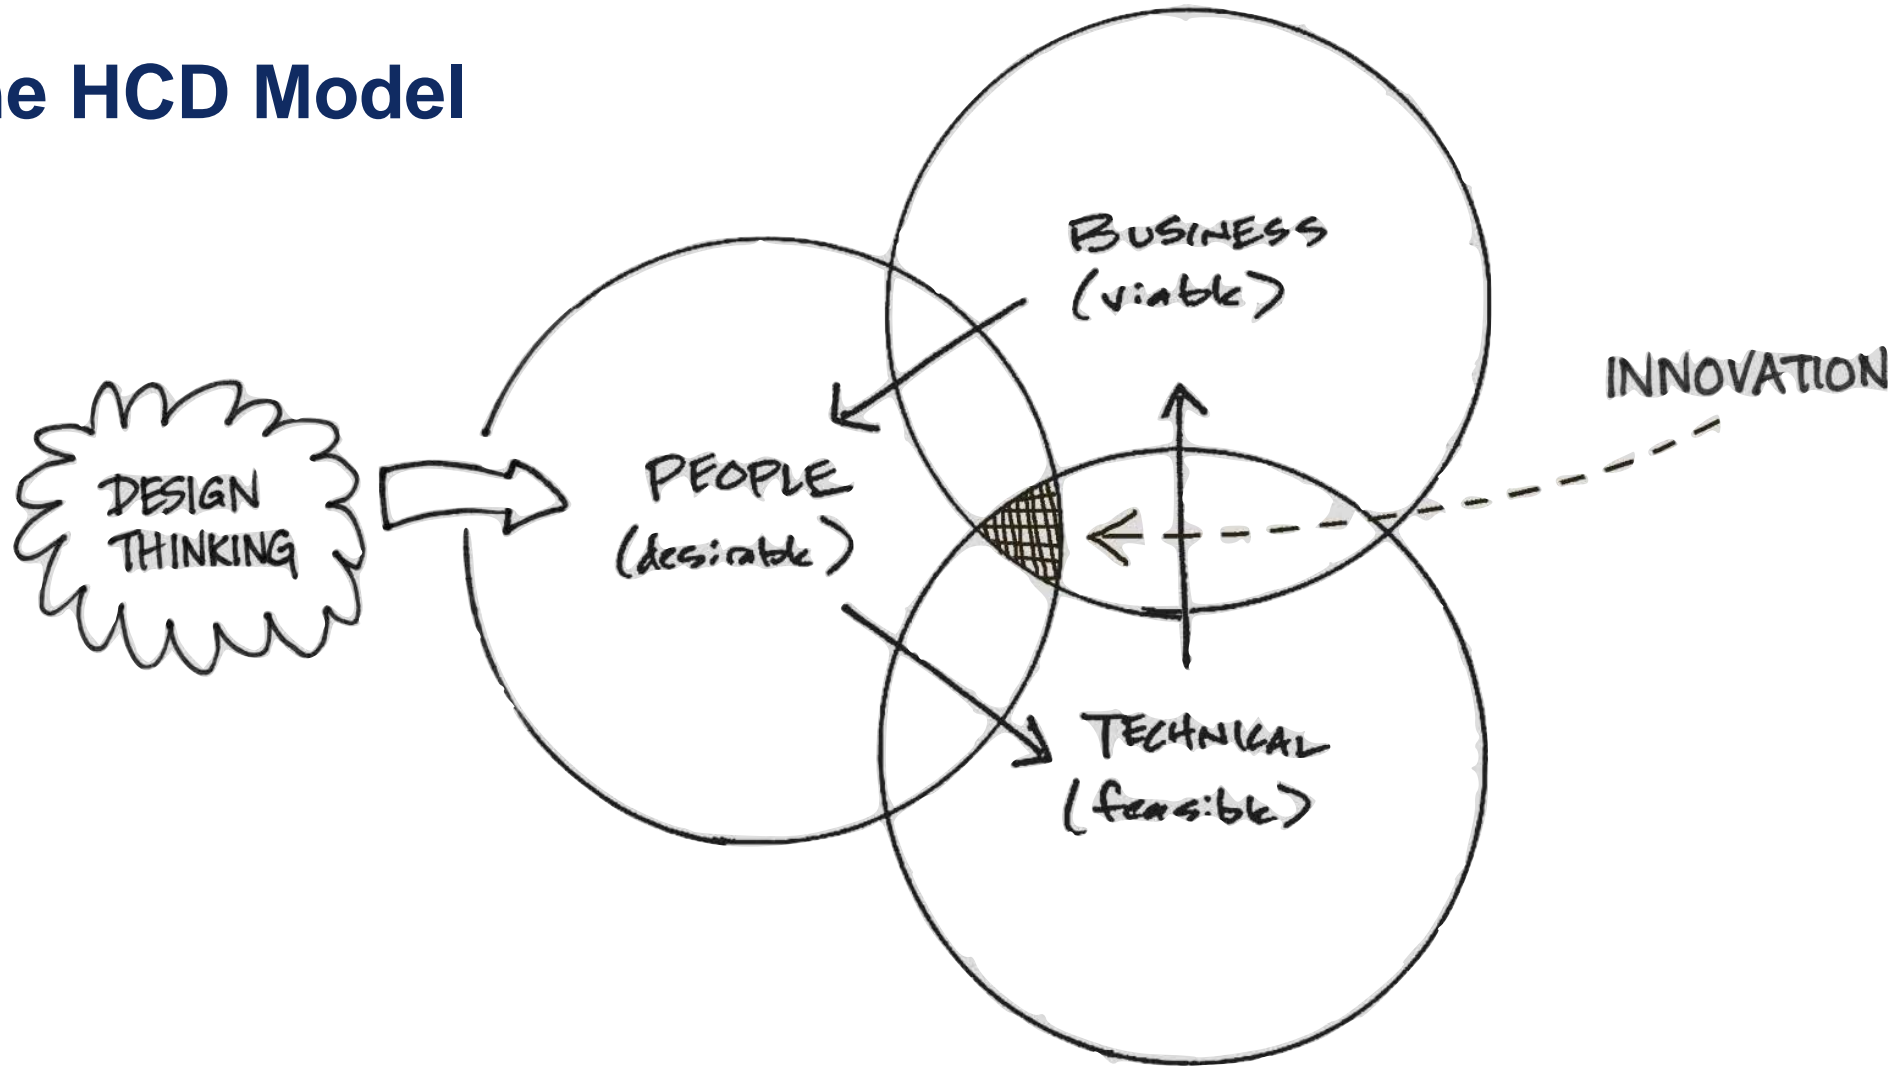 he HCD Model
BUSINESS
(viable)
INNOVATION
PEOPLE
(desirable)
DESIGN
THINKING
TECHNICAL
(feasible)